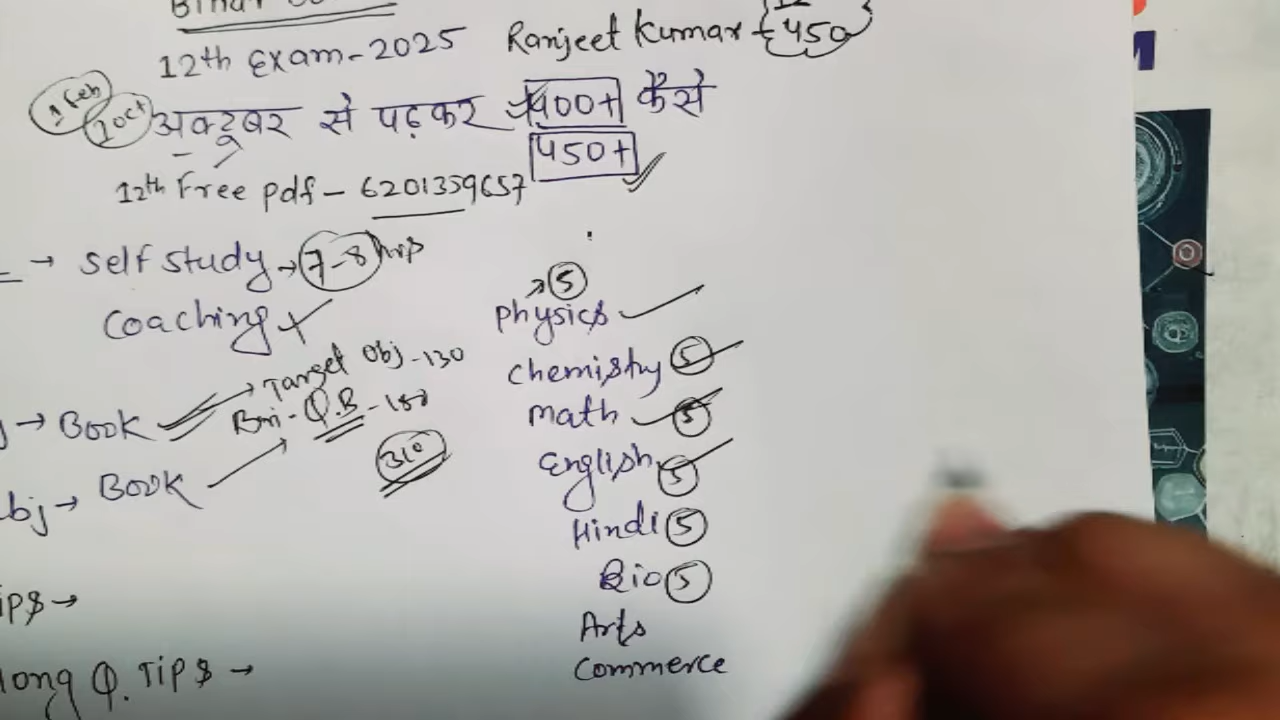 Bihar
12th Exam-2025 Ranjeet Kumar - 450
1 Feb 1 Oct अक्टूबर से पढ़कर 400+ कैसे
450+
12th Free pdf - 6201359657
→ Self study → 7-8 hrs
Coaching ×
→ Book → Target Obj-130
Q.B
→ Book
310
bj →
ips →
long Q. Tips →
5
Physics
Chemistry 5
Math 5
English 5
Hindi 5
Bio 5
Arts
Commerce